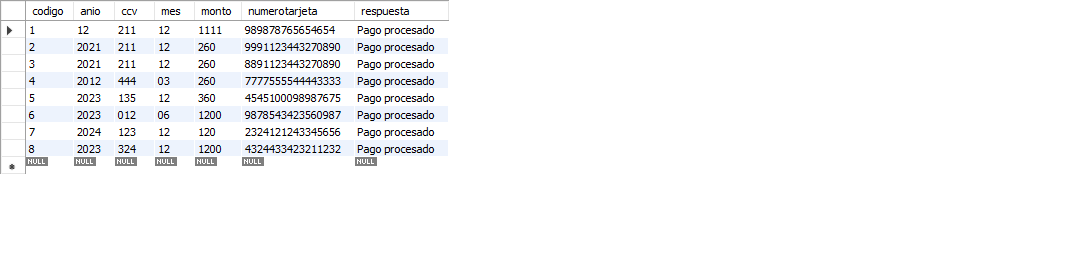 codigo anio ccv mes monto numerotarjeta respuesta
1 12 211 12 1111 989878765654654 Pago procesado
2 2021 211 12 260 9991123443270890 Pago procesado
3 2021 211 12 260 8891123443270890 Pago procesado
4 2012 444 03 260 7777555544443333 Pago procesado
5 2023 135 12 360 4545100098987675 Pago procesado
6 2023 012 06 1200 9878543423560987 Pago procesado
7 2024 123 12 120 2324121243345656 Pago procesado
8 2023 324 12 1200 4324433423211232 Pago procesado
NULL NULL NULL NULL NULL NULL NULL